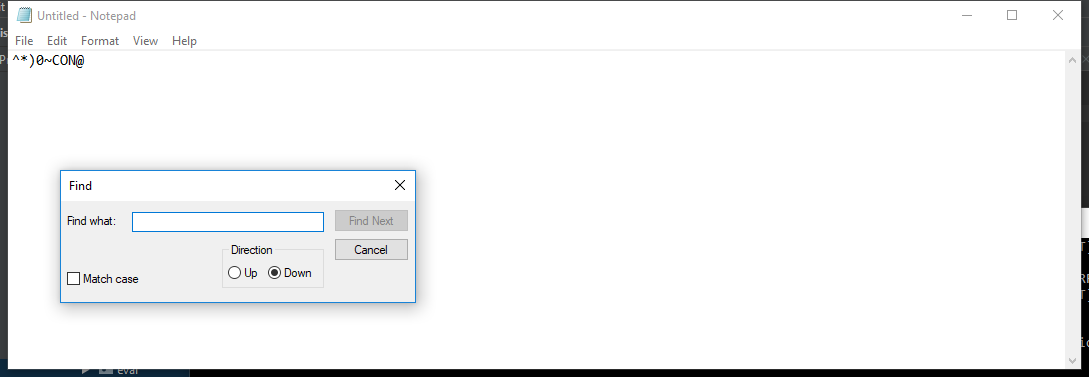 Untitled - Notepad
File Edit Format View Help
^*)0~CON@
Find
Find what:
Find Next
Direction
Cancel
Up Down
Match case
eval